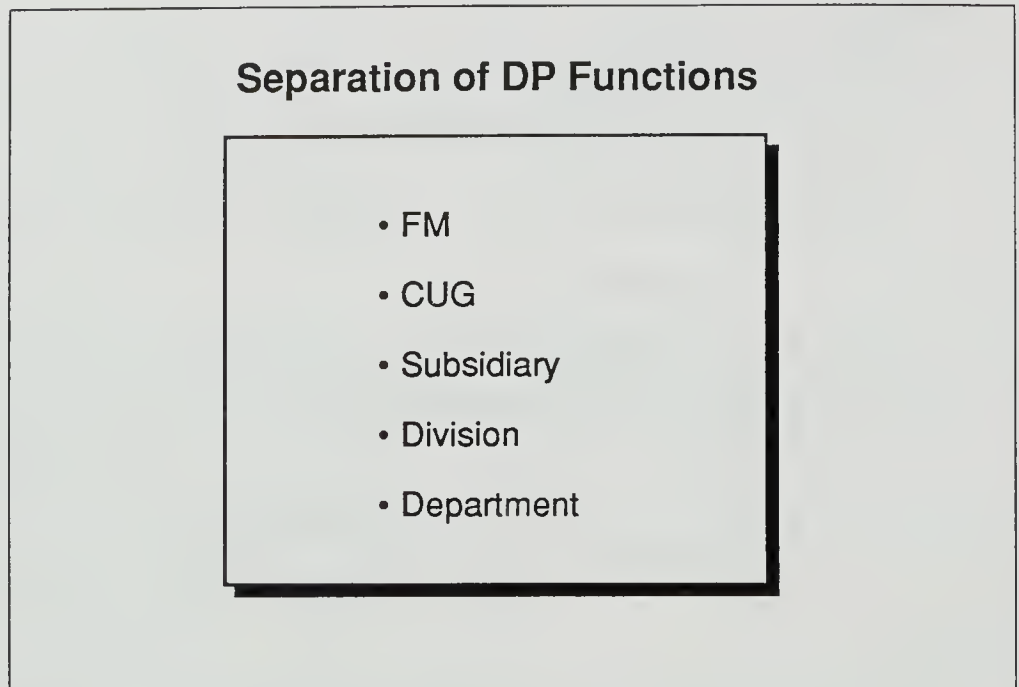 Separation of DP Functions
• FM
• CUG
• Subsidiary
• Division
• Department